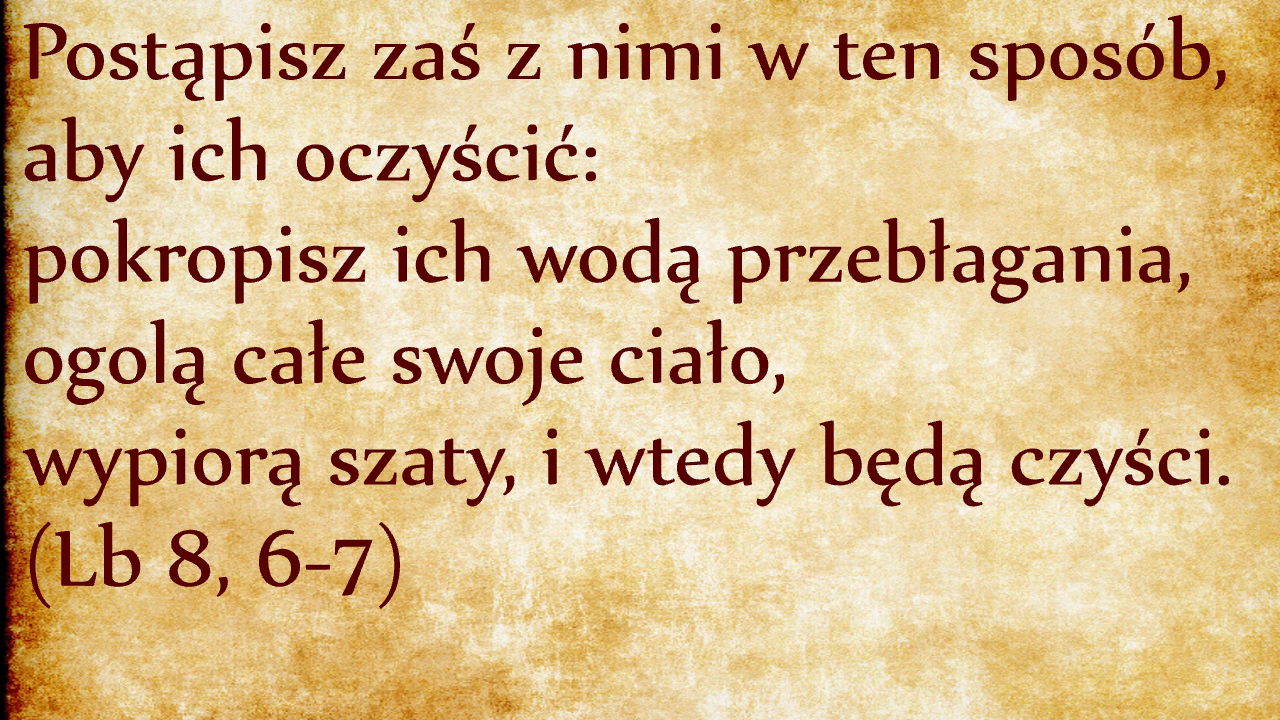 Postąpisz zaś z nimi w ten sposób,
aby ich oczyścić:
pokropisz ich wodą przebłagania,
ogolą całe swoje ciało,
wypiorą szaty, i wtedy będą czyści.
(Lb 8, 6-7)